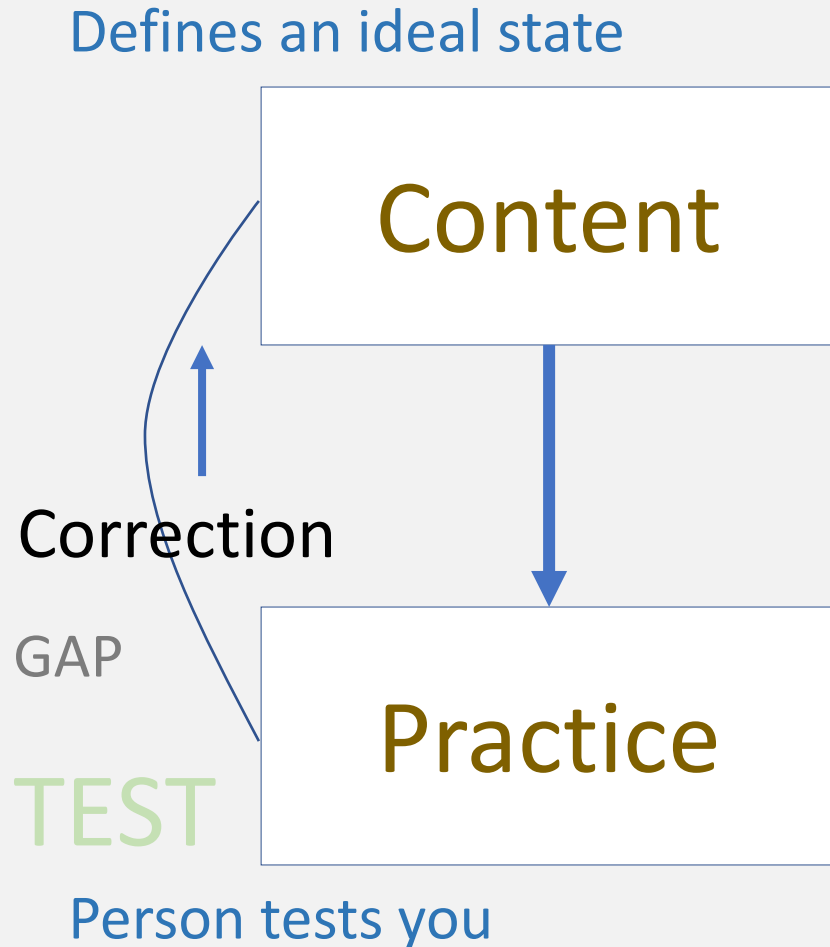 Defines an ideal state
Content
Correction
GAP
Practice
TEST
Person tests you